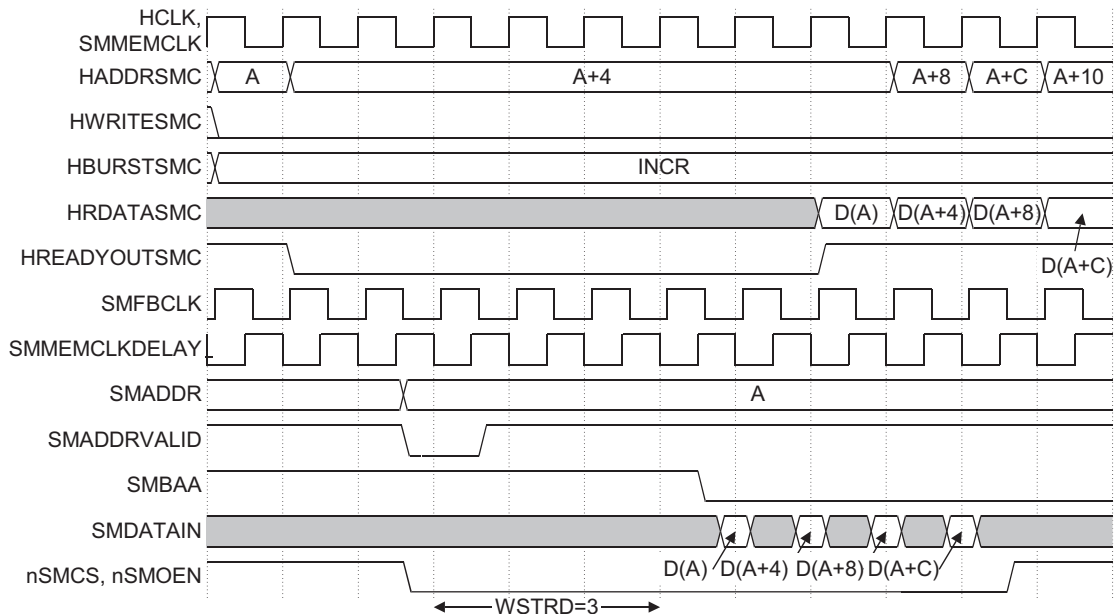 HCLK,
SMMEMCLK
HADDRSMC A A+4 A+8 A+C A+10
HWRITESMC
HBURSTSMC INCR
HRDATASMC D(A) D(A+4) D(A+8)
HREADYOUTSMC D(A+C)
SMFBCLK
SMMEMCLKDELAY
SMADDR A
SMADDRVALID
SMBAA
SMDATAIN
D(A) D(A+4) D(A+8) D(A+C)
nSMCS, nSMOEN
WSTRD=3